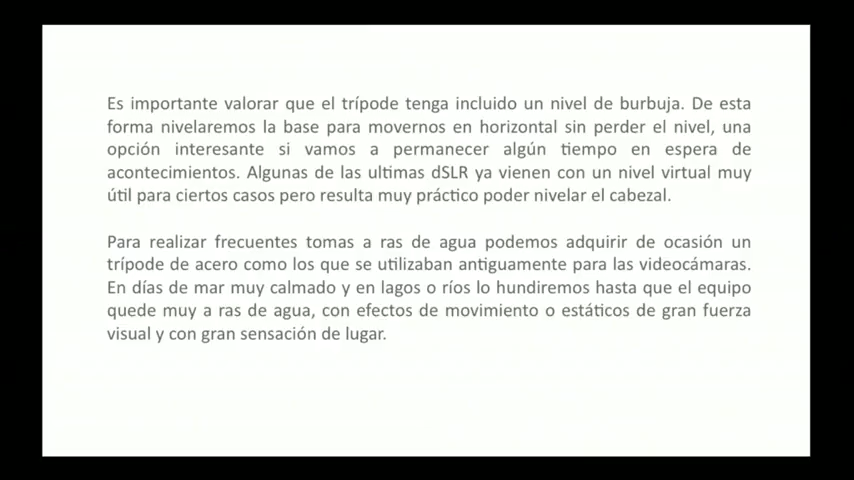 Es importante valorar que el trípode tenga incluido un nivel de burbuja. De esta
forma nivelaremos la base para movernos en horizontal sin perder el nivel, una
opción interesante si vamos a permanecer algún tiempo en espera de
acontecimientos. Algunas de las ultimas dSLR ya vienen con un nivel virtual muy
útil para ciertos casos pero resulta muy práctico poder nivelar el cabezal.
Para realizar frecuentes tomas a ras de agua podemos adquirir de ocasión un
trípode de acero como los que se utilizaban antiguamente para las videocámaras.
En días de mar muy calmado y en lagos o ríos lo hundiremos hasta que el equipo
quede muy a ras de agua, con efectos de movimiento o estáticos de gran fuerza
visual y con gran sensación de lugar.